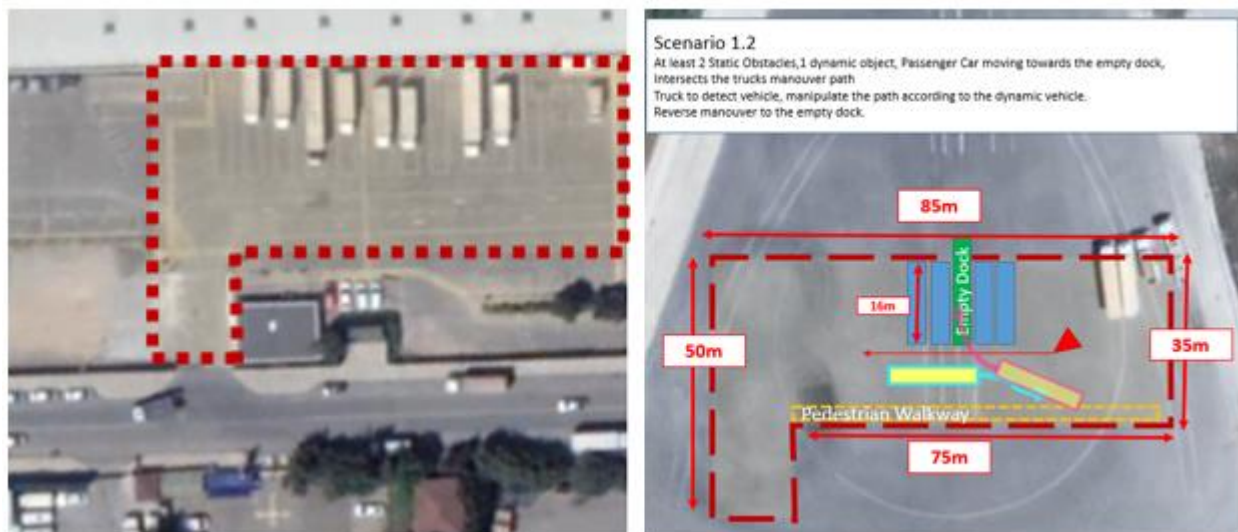 Scenario 1.2
At least 2 Static Obstacles,1 dynamic object, Passenger Car moving towards the empty dock,
Intersects the trucks manouver path
Truck to detect vehicle, manipulate the path according to the dynamic vehicle.
Reverse manouver to the empty dock.
85m
Empty Dock
16m
50m
35m
Pedestrian Walkway
75m